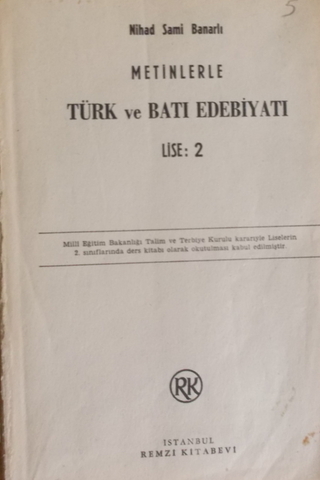 5
Nihad Sami Banarlı
METİNLERLE
TÜRK ve BATI EDEBİYATI
LİSE: 2
Millî Eğitim Bakanlığı Talim ve Terbiye Kurulu kararıyle Liselerin
2. sınıflarında ders kitabı olarak okutulması kabul edilmiştir.
RK
İSTANBUL
REMZİ KİTABEVİ